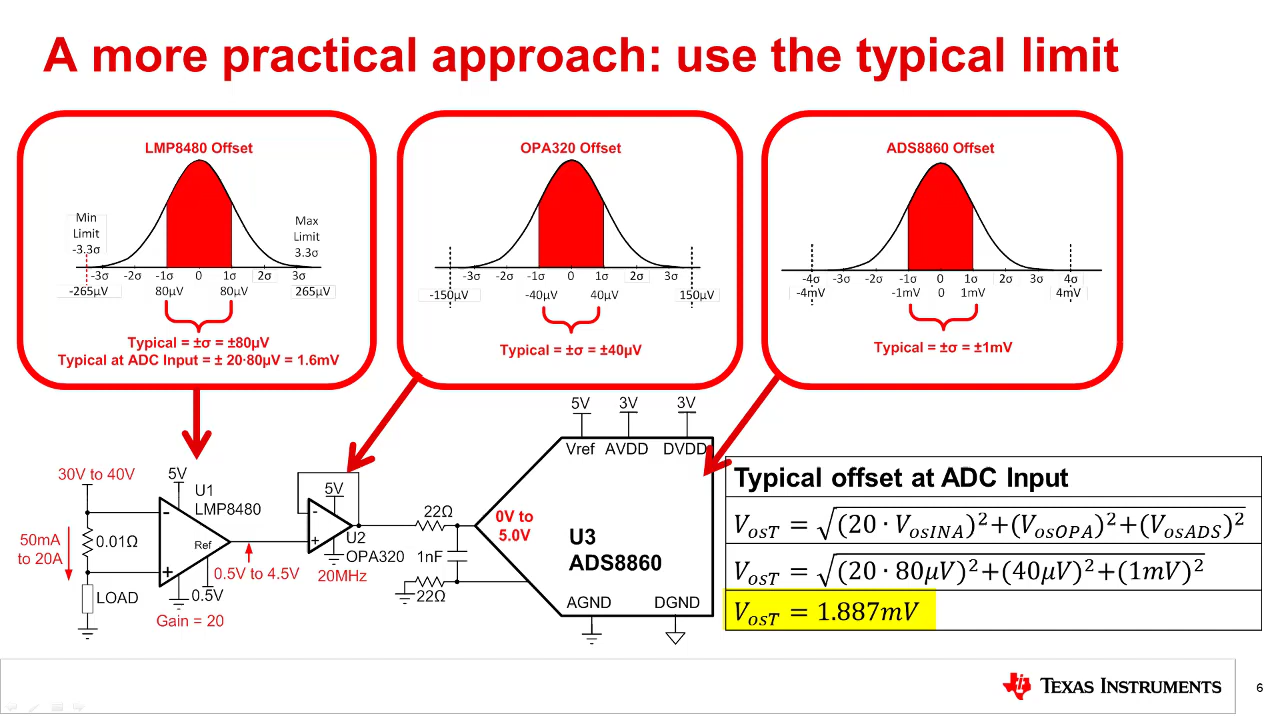 A more practical approach: use the typical limit
LMP8480 Offset
Min
Limit
-3.3σ
Max
Limit
3.3σ
-3σ -2σ -1σ 0 1σ 2σ 3σ
-265µV 80µV 80µV 265µV
Typical = ±σ = ±80µV
Typical at ADC Input = ± 20·80µV = 1.6mV
OPA320 Offset
-3σ -2σ -1σ 0 1σ 2σ 3σ
-150µV -40µV 40µV 150µV
Typical = ±σ = ±40µV
ADS8860 Offset
-4σ -3σ -2σ -1σ 0 1σ 2σ 3σ 4σ
-4mV -1mV 0 1mV 4mV
Typical = ±σ = ±1mV
30V to 40V
50mA
to 20A
0.01Ω
LOAD
5V
U1
LMP8480
-
+
Ref
0.5V
Gain = 20
0.5V to 4.5V
5V
-
+
U2
OPA320
20MHz
22Ω
1nF
22Ω
5V 3V 3V
Vref AVDD DVDD
0V to
5.0V
U3
ADS8860
AGND DGND
Typical offset at ADC Input
V_osT = √((20 · V_osINA)²+(V_osOPA)²+(V_osADS)²)
V_osT = √((20 · 80µV)²+(40µV)²+(1mV)²)
V_osT = 1.887mV
TEXAS INSTRUMENTS
6